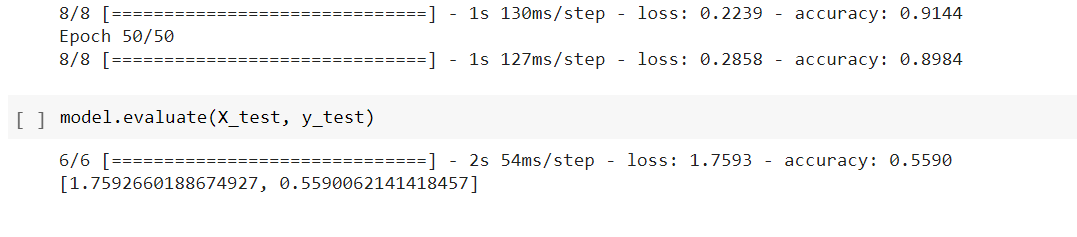 8/8 [==============================] - 1s 130ms/step - loss: 0.2239 - accuracy: 0.9144
Epoch 50/50
8/8 [==============================] - 1s 127ms/step - loss: 0.2858 - accuracy: 0.8984
[ ] model.evaluate(X_test, y_test)
6/6 [==============================] - 2s 54ms/step - loss: 1.7593 - accuracy: 0.5590
[1.7592660188674927, 0.5590062141418457]